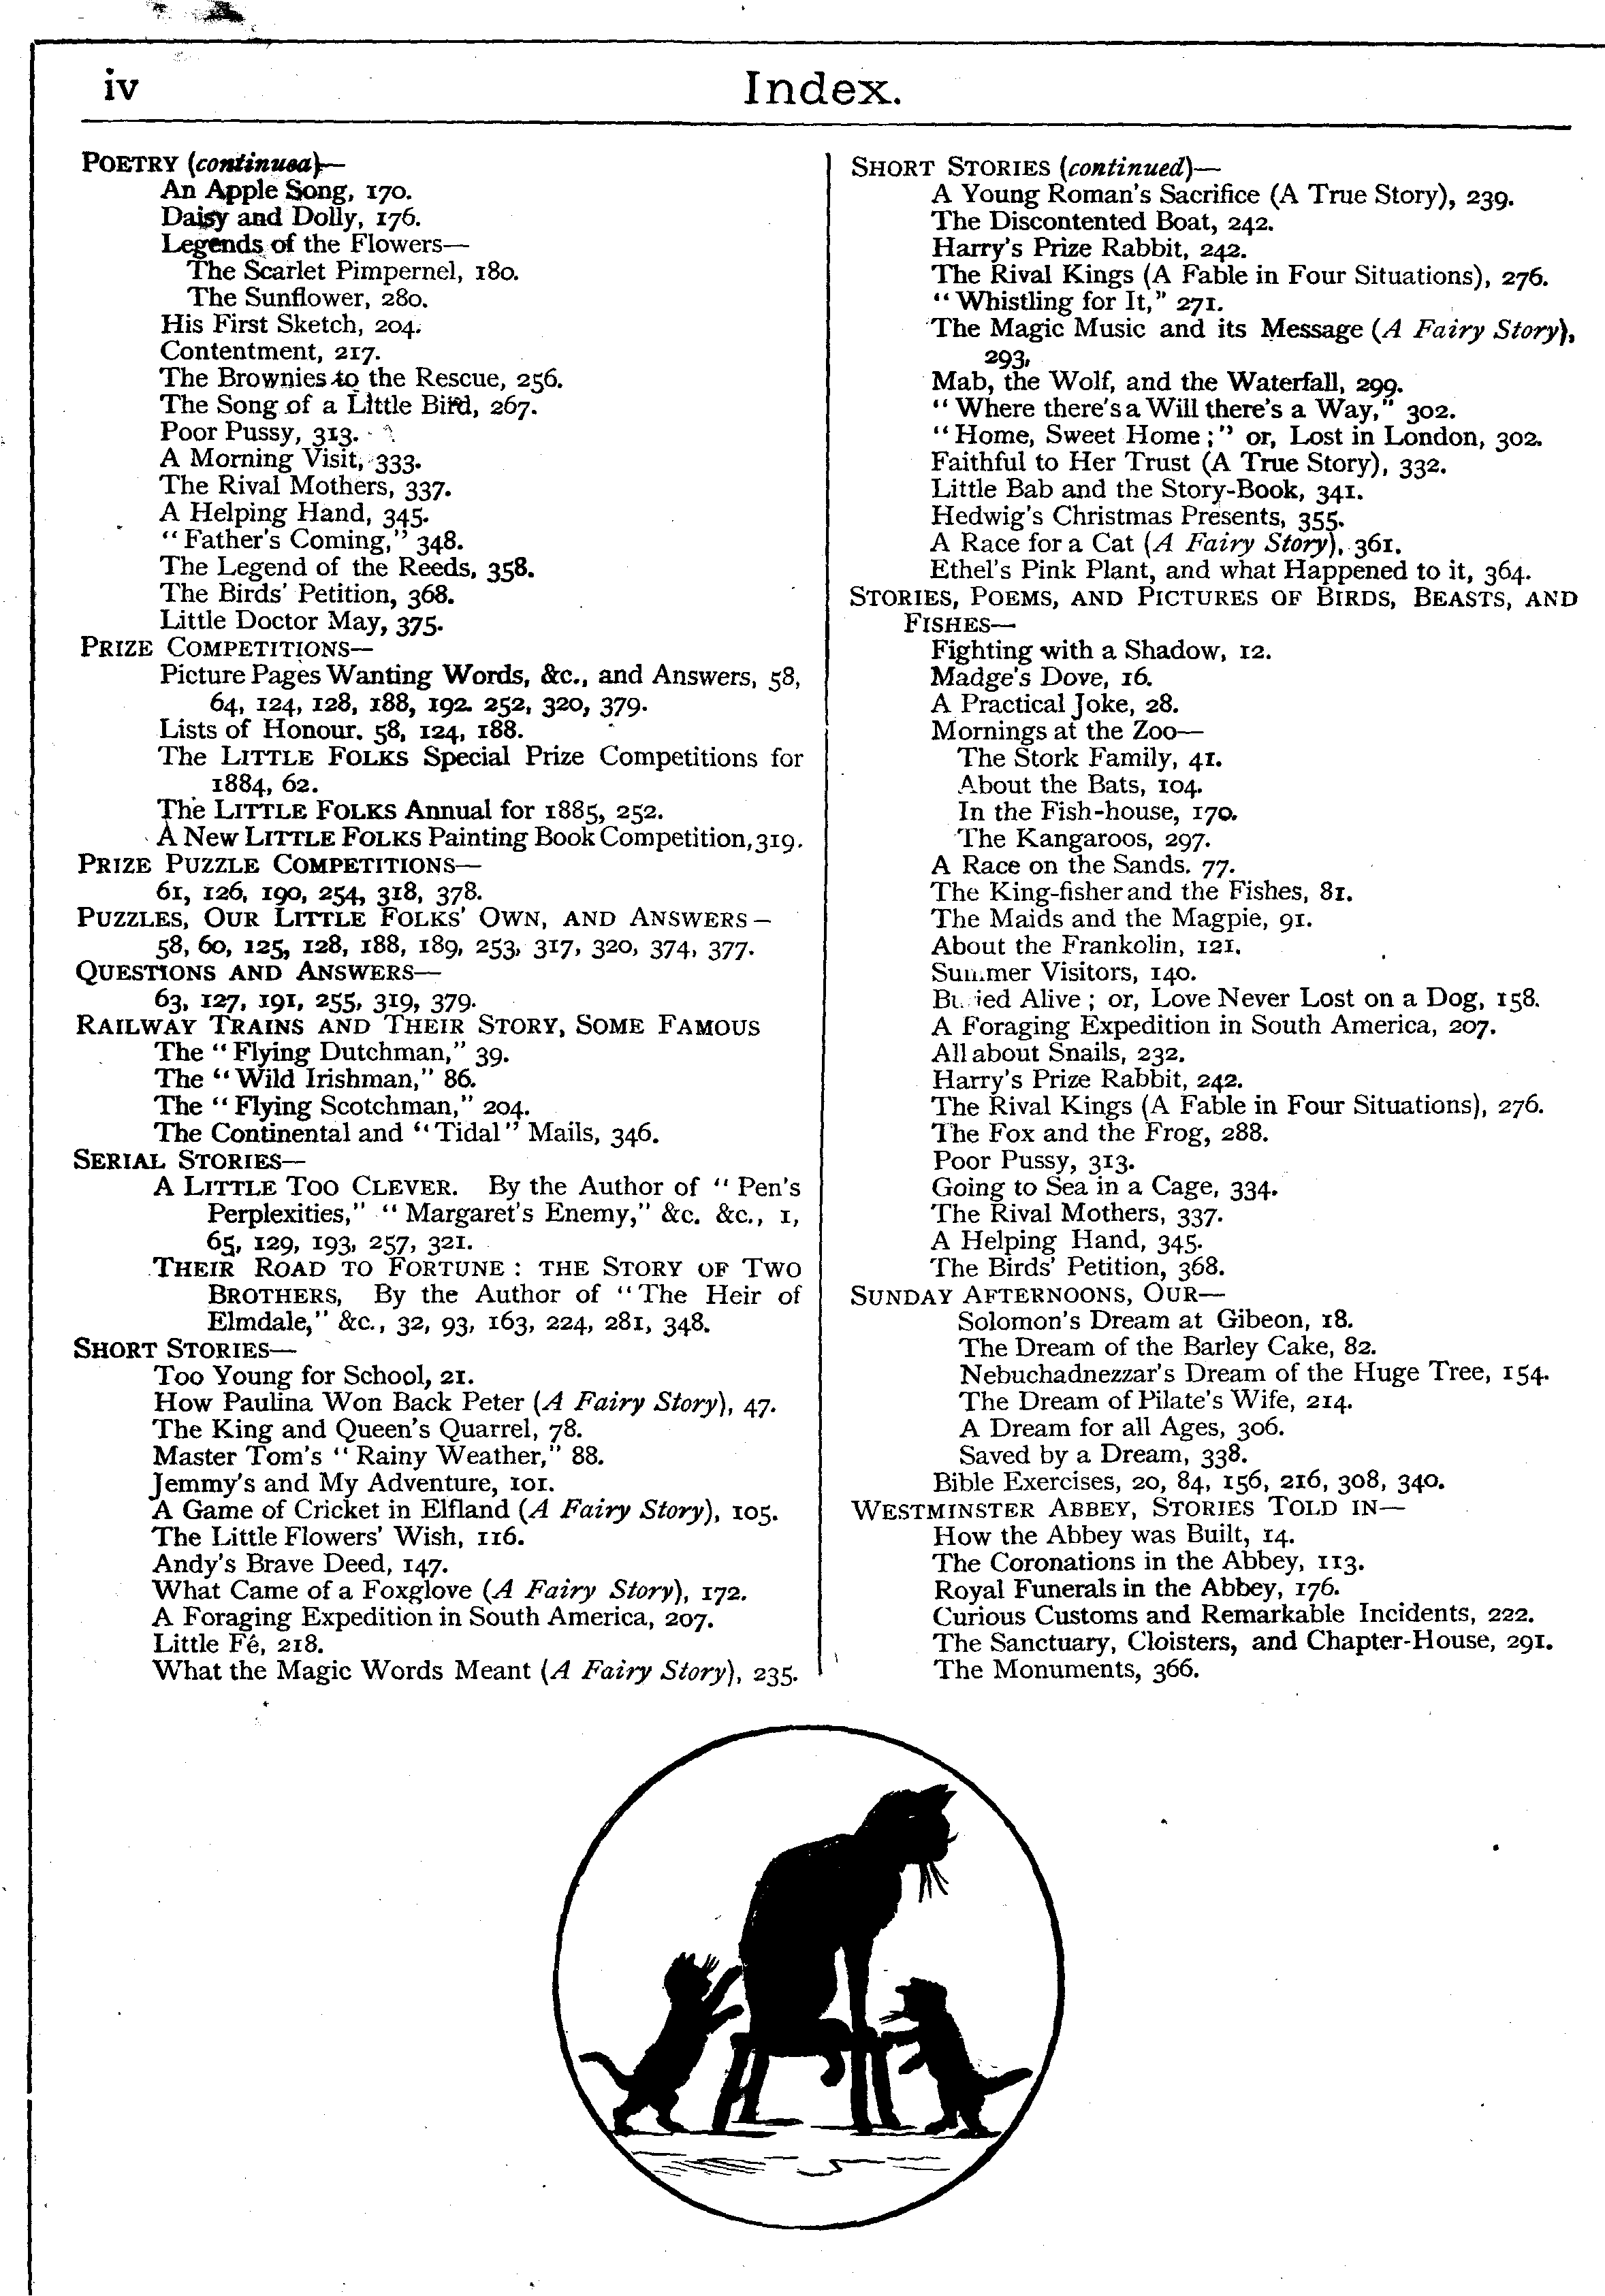 iv
Index.
POETRY (continued)—
An Apple Song, 170.
Daisy and Dolly, 176.
Legends of the Flowers—
The Scarlet Pimpernel, 180.
The Sunflower, 280.
His First Sketch, 204.
Contentment, 217.
The Brownies to the Rescue, 256.
The Song of a Little Bird, 267.
Poor Pussy, 313.
A Morning Visit, 333.
The Rival Mothers, 337.
A Helping Hand, 345.
"Father's Coming," 348.
The Legend of the Reeds, 358.
The Birds' Petition, 368.
Little Doctor May, 375.
PRIZE COMPETITIONS—
Picture Pages Wanting Words, &c., and Answers, 58,
64, 124, 128, 188, 192. 252, 320, 379.
Lists of Honour. 58, 124, 188.
The LITTLE FOLKS Special Prize Competitions for
1884, 62.
The LITTLE FOLKS Annual for 1885, 252.
A New LITTLE FOLKS Painting Book Competition, 319.
PRIZE PUZZLE COMPETITIONS—
61, 126, 190, 254, 318, 378.
PUZZLES, OUR LITTLE FOLKS' OWN, AND ANSWERS—
58, 60, 125, 128, 188, 189, 253, 317, 320, 374, 377.
QUESTIONS AND ANSWERS—
63, 127, 191, 255, 319, 379.
RAILWAY TRAINS AND THEIR STORY, SOME FAMOUS
The "Flying Dutchman," 39.
The "Wild Irishman," 86.
The "Flying Scotchman," 204.
The Continental and "Tidal" Mails, 346.
SERIAL STORIES—
A LITTLE TOO CLEVER. By the Author of "Pen's
Perplexities," "Margaret's Enemy," &c. &c., 1,
65, 129, 193, 257, 321.
THEIR ROAD TO FORTUNE: THE STORY OF TWO
BROTHERS, By the Author of "The Heir of
Elmdale," &c., 32, 93, 163, 224, 281, 348.
SHORT STORIES—
Too Young for School, 21.
How Paulina Won Back Peter (A Fairy Story), 47.
The King and Queen's Quarrel, 78.
Master Tom's "Rainy Weather," 88.
Jemmy's and My Adventure, 101.
A Game of Cricket in Elfland (A Fairy Story), 105.
The Little Flowers' Wish, 116.
Andy's Brave Deed, 147.
What Came of a Foxglove (A Fairy Story), 172.
A Foraging Expedition in South America, 207.
Little Fé, 218.
What the Magic Words Meant (A Fairy Story), 235.
SHORT STORIES (continued)—
A Young Roman's Sacrifice (A True Story), 239.
The Discontented Boat, 242.
Harry's Prize Rabbit, 242.
The Rival Kings (A Fable in Four Situations), 276.
"Whistling for It," 271.
The Magic Music and its Message (A Fairy Story),
293,
Mab, the Wolf, and the Waterfall, 299.
"Where there's a Will there's a Way," 302.
"Home, Sweet Home;" or, Lost in London, 302.
Faithful to Her Trust (A True Story), 332.
Little Bab and the Story-Book, 341.
Hedwig's Christmas Presents, 355.
A Race for a Cat (A Fairy Story), 361.
Ethel's Pink Plant, and what Happened to it, 364.
STORIES, POEMS, AND PICTURES OF BIRDS, BEASTS, AND
FISHES—
Fighting with a Shadow, 12.
Madge's Dove, 16.
A Practical Joke, 28.
Mornings at the Zoo—
The Stork Family, 41.
About the Bats, 104.
In the Fish-house, 170.
The Kangaroos, 297.
A Race on the Sands. 77.
The King-fisher and the Fishes, 81.
The Maids and the Magpie, 91.
About the Frankolin, 121.
Summer Visitors, 140.
Buried Alive; or, Love Never Lost on a Dog, 158.
A Foraging Expedition in South America, 207.
All about Snails, 232.
Harry's Prize Rabbit, 242.
The Rival Kings (A Fable in Four Situations), 276.
The Fox and the Frog, 288.
Poor Pussy, 313.
Going to Sea in a Cage, 334.
The Rival Mothers, 337.
A Helping Hand, 345.
The Birds' Petition, 368.
SUNDAY AFTERNOONS, OUR—
Solomon's Dream at Gibeon, 18.
The Dream of the Barley Cake, 82.
Nebuchadnezzar's Dream of the Huge Tree, 154.
The Dream of Pilate's Wife, 214.
A Dream for all Ages, 306.
Saved by a Dream, 338.
Bible Exercises, 20, 84, 156, 216, 308, 340.
WESTMINSTER ABBEY, STORIES TOLD IN—
How the Abbey was Built, 14.
The Coronations in the Abbey, 113.
Royal Funerals in the Abbey, 176.
Curious Customs and Remarkable Incidents, 222.
The Sanctuary, Cloisters, and Chapter-House, 291.
The Monuments, 366.